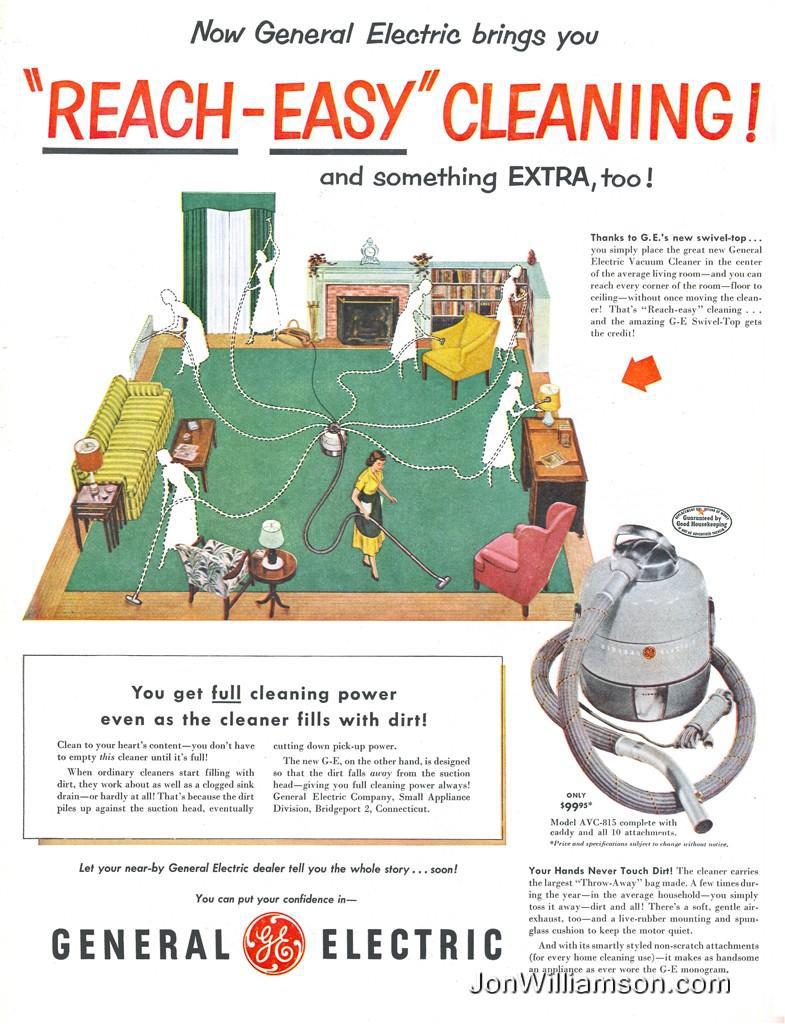 Now General Electric brings you
"REACH-EASY" CLEANING!
and something EXTRA, too!
Thanks to G.E.'s new swivel-top...
you simply place the great new General
Electric Vacuum Cleaner in the center
of the average living room—and you can
reach every corner of the room—floor to
ceiling—without once moving the clean-
er! That's "Reach-easy" cleaning . . .
and the amazing G-E Swivel-Top gets
the credit!
Guaranteed by
Good Housekeeping
GENERAL ELECTRIC
You get full cleaning power
even as the cleaner fills with dirt!
Clean to your heart's content—you don't have
to empty this cleaner until it's full!
When ordinary cleaners start filling with
dirt, they work about as well as a clogged sink
drain—or hardly at all! That's because the dirt
piles up against the suction head, eventually
cutting down pick-up power.
The new G-E, on the other hand, is designed
so that the dirt falls away from the suction
head—giving you full cleaning power always!
General Electric Company, Small Appliance
Division, Bridgeport 2, Connecticut.
ONLY
$99.95*
Model AVC-815 complete with
caddy and all 10 attachments.
*Price and specifications subject to change without notice.
Let your near-by General Electric dealer tell you the whole story . . . soon!
You can put your confidence in—
GENERAL GE ELECTRIC
Your Hands Never Touch Dirt! The cleaner carries
the largest "Throw-Away" bag made. A few times dur-
ing the year—in the average household—you simply
toss it away—dirt and all! There's a soft, gentle air-
exhaust, too—and a live-rubber mounting and spun-
glass cushion to keep the motor quiet.
And with its smartly styled non-scratch attachments
(for every home cleaning use)—it makes as handsome
an appliance as ever wore the G-E monogram.
JonWilliamson.com